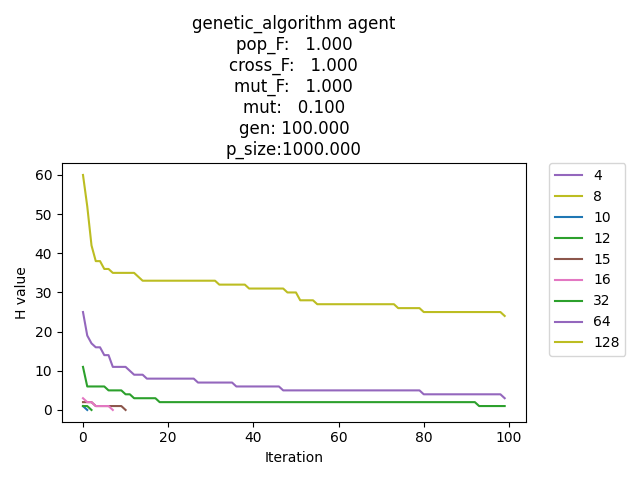 genetic_algorithm agent
pop_F: 1.000
cross_F: 1.000
mut_F: 1.000
mut: 0.100
gen: 100.000
p_size:1000.000
H value
60
50
40
30
20
10
0
0 20 40 60 80 100
Iteration
4
8
10
12
15
16
32
64
128